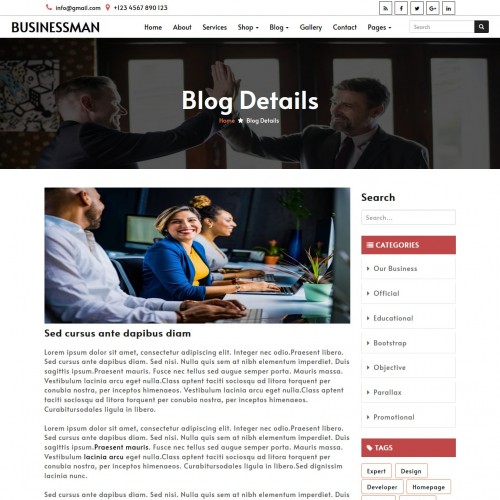 info@gmail.com +123 4567 890 123
BUSINESSMAN
Home About Services Shop Blog Gallery Contact Pages Search
Blog Details
Home Blog Details
Sed cursus ante dapibus diam
Lorem ipsum dolor sit amet, consectetur adipiscing elit. Integer nec odio.Praesent libero.
Sed cursus ante dapibus diam. Sed nisi. Nulla quis sem at nibh elementum imperdiet. Duis
sagittis ipsum.Praesent mauris. Fusce nec tellus sed augue semper porta. Mauris massa.
Vestibulum lacinia arcu eget nulla.Class aptent taciti sociosqu ad litora torquent per
conubia nostra, per inceptos himenaeos. Vestibulum lacinia arcu eget nulla.Class aptent
taciti sociosqu ad litora torquent per conubia nostra, per inceptos himenaeos.
Curabitursodales ligula in libero.
Lorem ipsum dolor sit amet, consectetur adipiscing elit. Integer nec odio.Praesent libero.
Sed cursus ante dapibus diam. Sed nisi. Nulla quis sem at nibh elementum imperdiet. Duis
sagittis ipsum.Praesent mauris. Fusce nec tellus sed augue semper porta. Mauris massa.
Vestibulum lacinia arcu eget nulla.Class aptent taciti sociosqu ad litora torquent per
conubia nostra, per inceptos himenaeos. Curabitursodales ligula in libero.Sed dignissim
lacinia nunc.
Sed cursus ante dapibus diam. Sed nisi. Nulla quis sem at nibh elementum imperdiet. Duis
Search
Search...
CATEGORIES
Our Business
Official
Educational
Bootstrap
Objective
Parallax
Promotional
TAGS
Expert Design
Developer Homepage